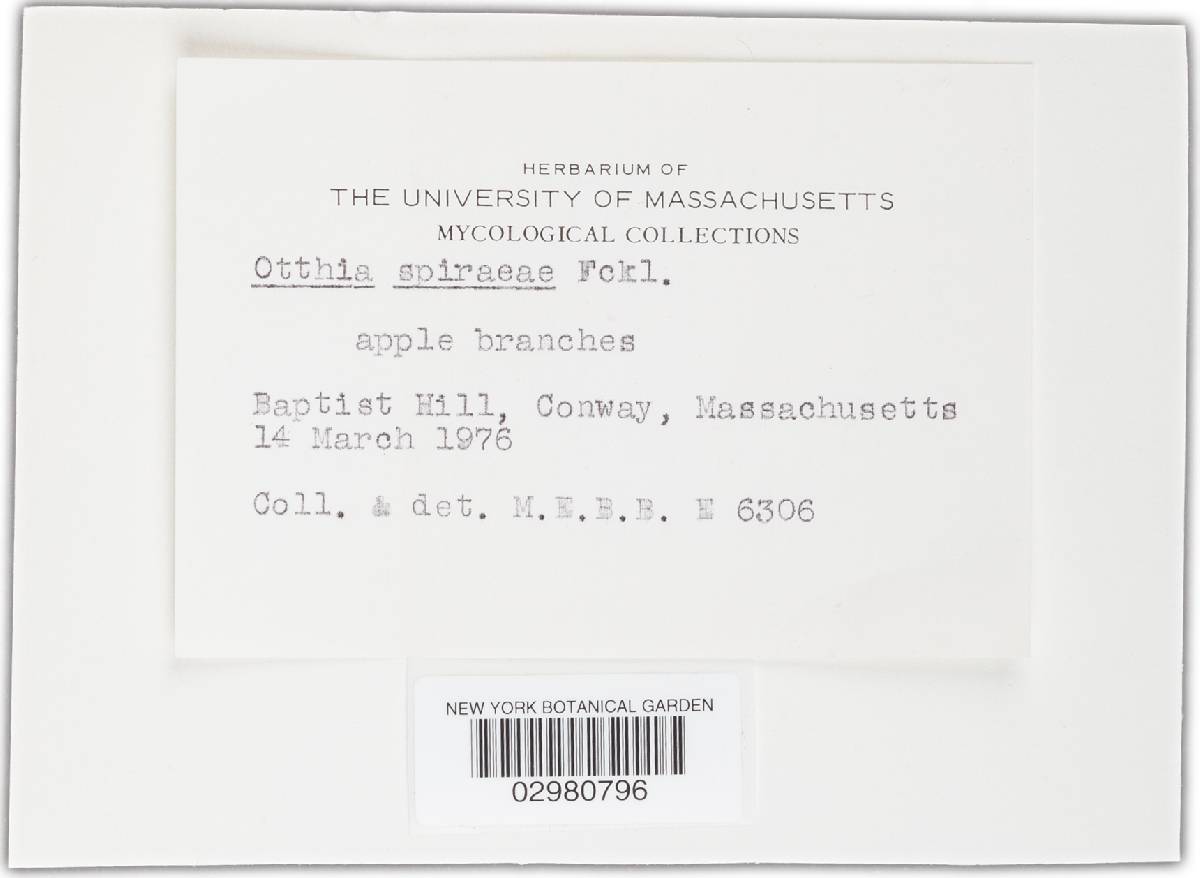 HERBARIUM OF
THE UNIVERSITY OF MASSACHUSETTS
MYCOLOGICAL COLLECTIONS
Otthia spiraeae Fckl.
apple branches
Baptist Hill, Conway, Massachusetts
14 March 1976
Coll. & det. M.E.B.B. E 6306
NEW YORK BOTANICAL GARDEN
02980796